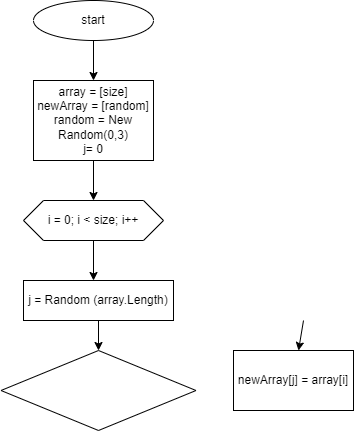 start
array = [size]
newArray = [random]
random = New
Random(0,3)
j= 0
i = 0; i < size; i++
j = Random (array.Length)
newArray[j] = array[i]